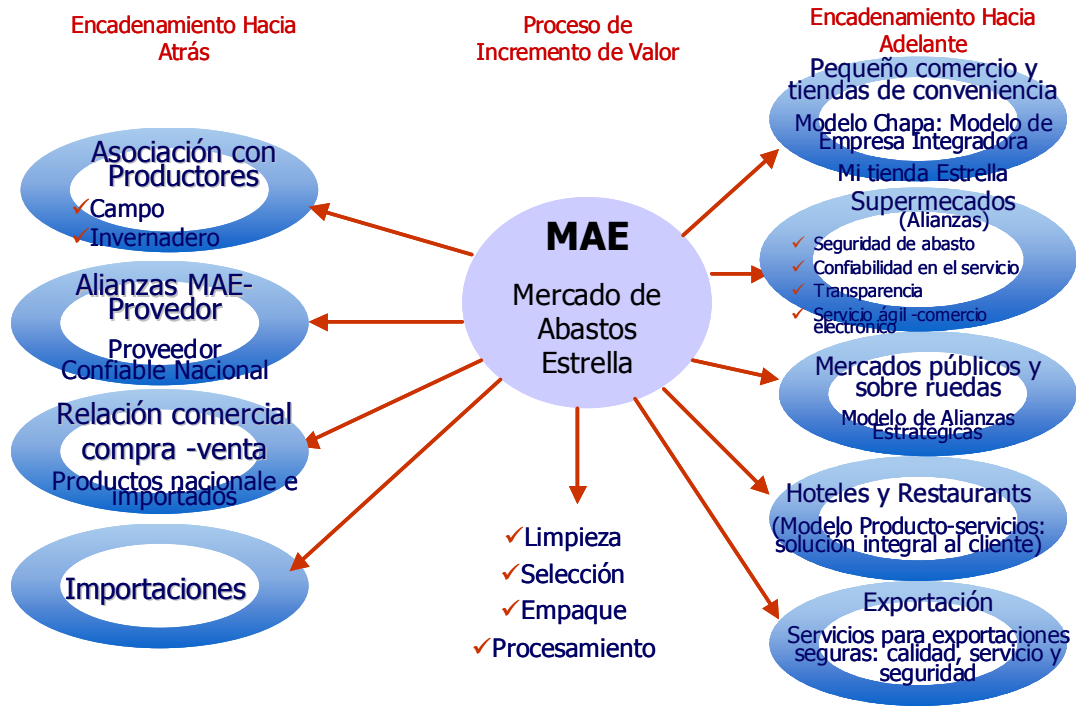 Encadenamiento Hacia
Atrás
Asociación con
Productores
✓Campo
✓Invernadero
Alianzas MAE-
Provedor
Proveedor
Confiable Nacional
Relación comercial
compra -venta
Productos nacionale e
importados
Importaciones
Proceso de
Incremento de Valor
MAE
Mercado de
Abastos
Estrella
✓Limpieza
✓Selección
✓Empaque
✓Procesamiento
Encadenamiento Hacia
Adelante
Pequeño comercio y
tiendas de conveniencia
Modelo Chapa: Modelo de
Empresa Integradora
Mi tienda Estrella
Supermecados
(Alianzas)
✓ Seguridad de abasto
✓ Confiabilidad en el servicio
✓ Transparencia
✓ Servicio ágil -comercio
electrónico
Mercados públicos y
sobre ruedas
Modelo de Alianzas
Estratégicas
Hoteles y Restaurants
(Modelo Producto-servicios:
solución integral al cliente)
Exportación
Servicios para exportaciones
seguras: calidad, servicio y
seguridad